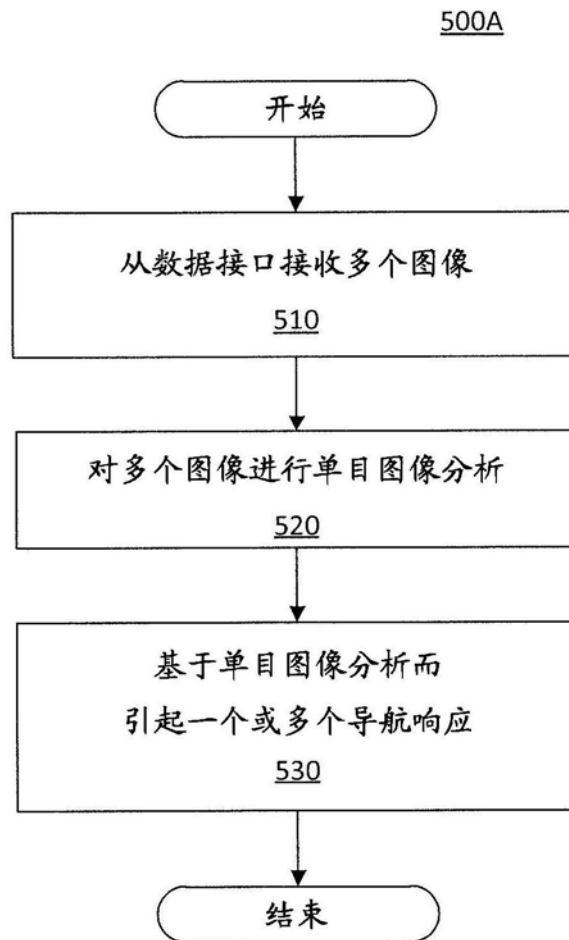 500A
开始
从数据接口接收多个图像
510
对多个图像进行单目图像分析
520
基于单目图像分析而
引起一个或多个导航响应
530
结束